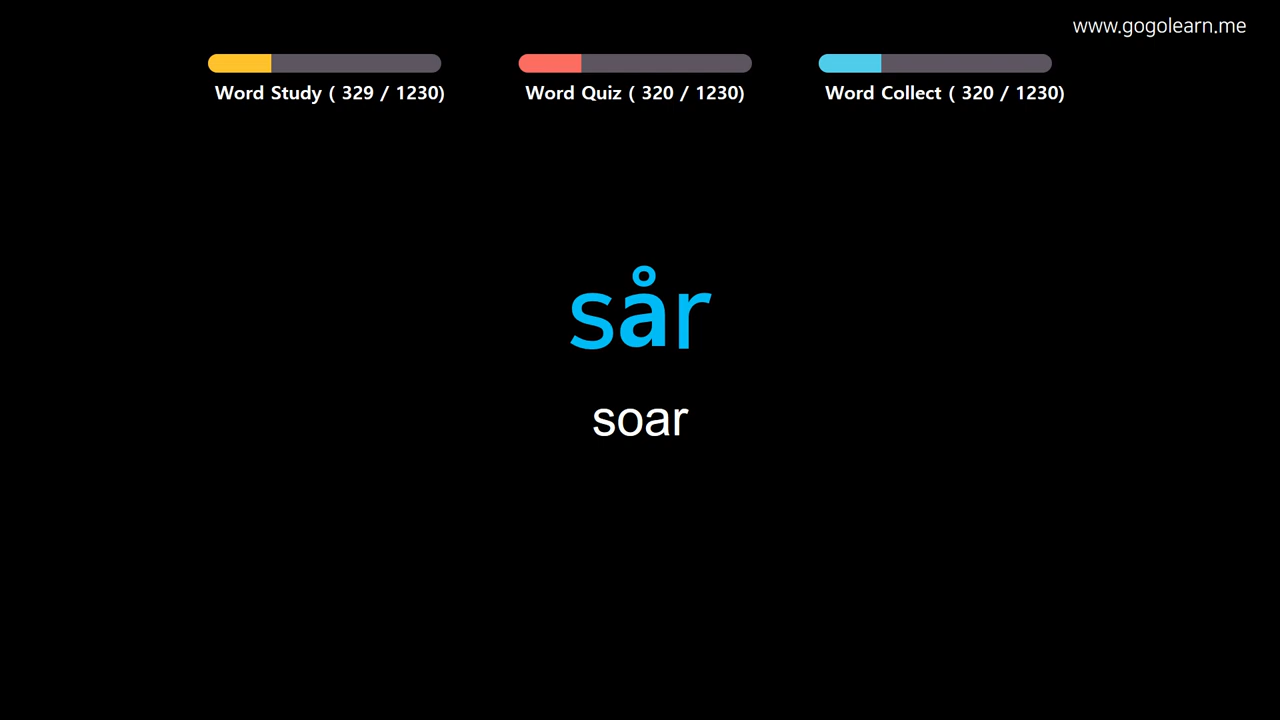 www.gogolearn.me
Word Study ( 329 / 1230)
Word Quiz ( 320 / 1230)
Word Collect ( 320 / 1230)
sår
soar